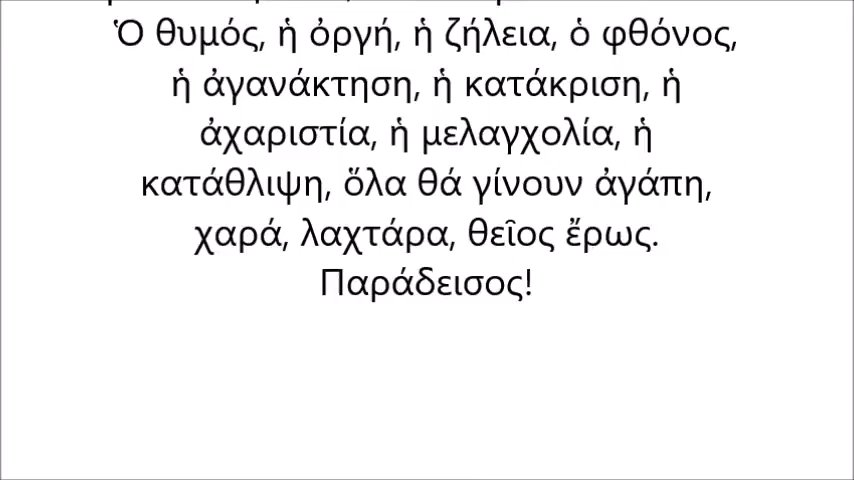 Ὁ θυμός, ἡ ὀργή, ἡ ζήλεια, ὁ φθόνος,
ἡ ἀγανάκτηση, ἡ κατάκριση, ἡ
ἀχαριστία, ἡ μελαγχολία, ἡ
κατάθλιψη, ὅλα θά γίνουν ἀγάπη,
χαρά, λαχτάρα, θεῖος ἔρως.
Παράδεισος!